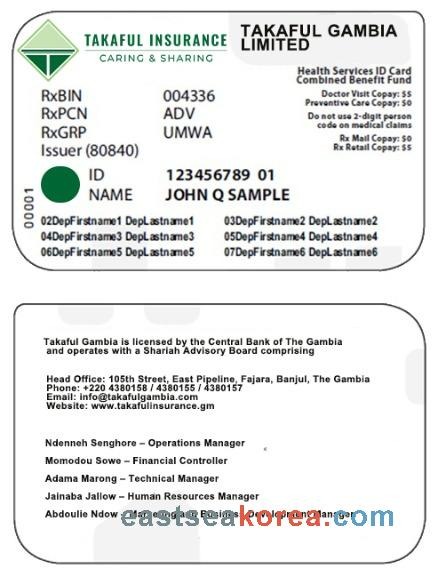 TAKAFUL INSURANCE
CARING & SHARING
TAKAFUL GAMBIA
LIMITED
Health Services ID Card
Combined Benefit Fund
RxBIN 004336
Doctor Visit Copay: $5
Preventive Care Copay: $0
RxPCN ADV
Do not use 2-digit person
code on medical claims
RxGRP UMWA
Rx Mail Copay: $0
Rx Retail Copay: $5
Issuer (80840)
ID 123456789 01
NAME JOHN Q SAMPLE
00001
02DepFirstname1 DepLastname1 03DepFirstname2 DepLastname2
04DepFirstname3 DepLastname3 05DepFirstname4 DepLastname4
06DepFirstname5 DepLastname5 07DepFirstname6 DepLastname6
Takaful Gambia is licensed by the Central Bank of The Gambia
and operates with a Shariah Advisory Board comprising
Head Office: 105th Street, East Pipeline, Fajara, Banjul, The Gambia
Phone: +220 4380158 / 4380155 / 4380157
Email: info@takafulgambia.com
Website: www.takafulinsurance.gm
Ndenneh Senghore – Operations Manager
Momodou Sowe – Financial Controller
Adama Marong – Technical Manager
Jainaba Jallow – Human Resources Manager
Abdoulie Ndow – Marketing and Business Development Manager
eastseakorea.com